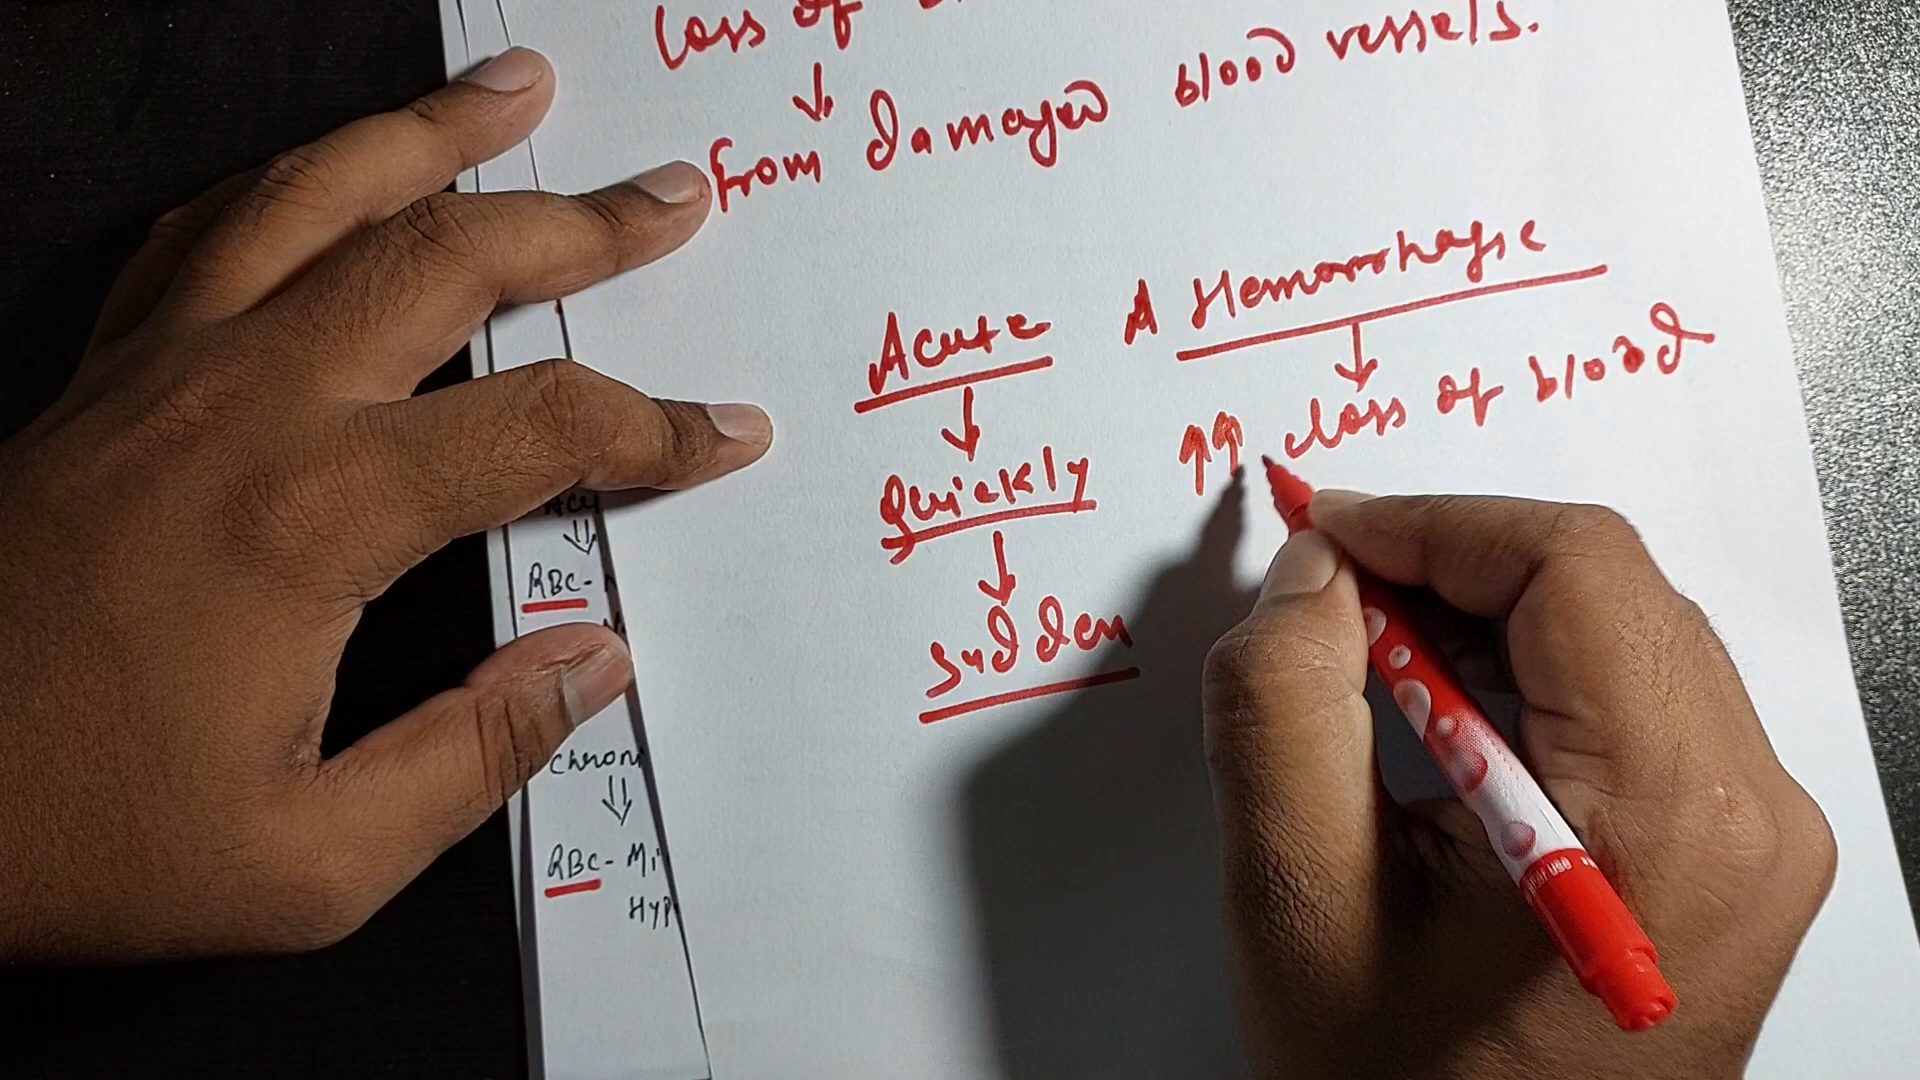 loss of
↓
from damaged blood vessels.
Acute A Hemorrhagic
↓ ↓
Quickly ↑↑ loss of blood
↓
Sudden
⇓
RBC-
Chroni
⇓
RBC- Mi
HYP